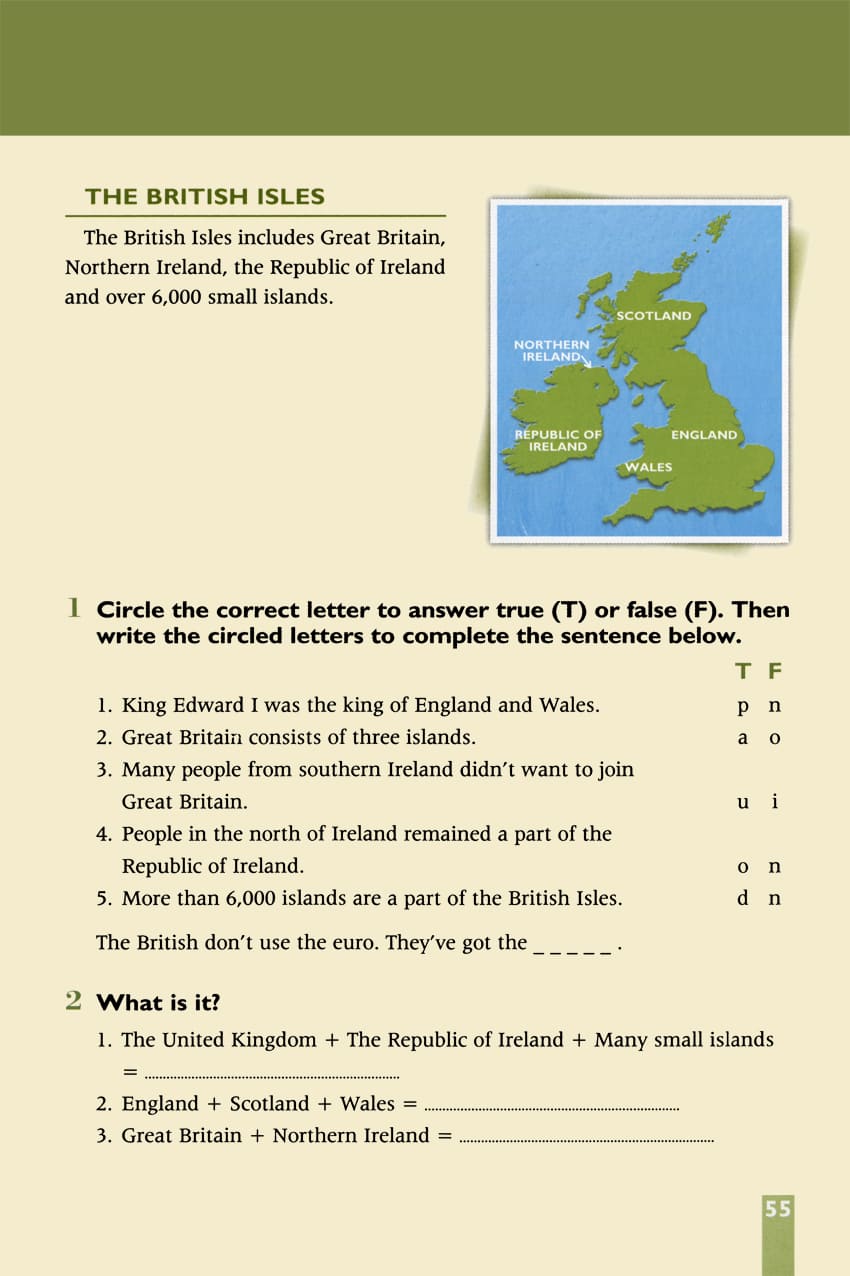 THE BRITISH ISLES
The British Isles includes Great Britain,
Northern Ireland, the Republic of Ireland
and over 6,000 small islands.
SCOTLAND
NORTHERN
IRELAND
REPUBLIC OF
IRELAND
ENGLAND
WALES
1 Circle the correct letter to answer true (T) or false (F). Then
write the circled letters to complete the sentence below.
T F
1. King Edward I was the king of England and Wales. p n
2. Great Britain consists of three islands. a o
3. Many people from southern Ireland didn't want to join
Great Britain. u i
4. People in the north of Ireland remained a part of the
Republic of Ireland. o n
5. More than 6,000 islands are a part of the British Isles. d n
The British don't use the euro. They've got the _ _ _ _ _ .
2 What is it?
1. The United Kingdom + The Republic of Ireland + Many small islands
= ......................................................................
2. England + Scotland + Wales = ......................................................................
3. Great Britain + Northern Ireland = ......................................................................
55